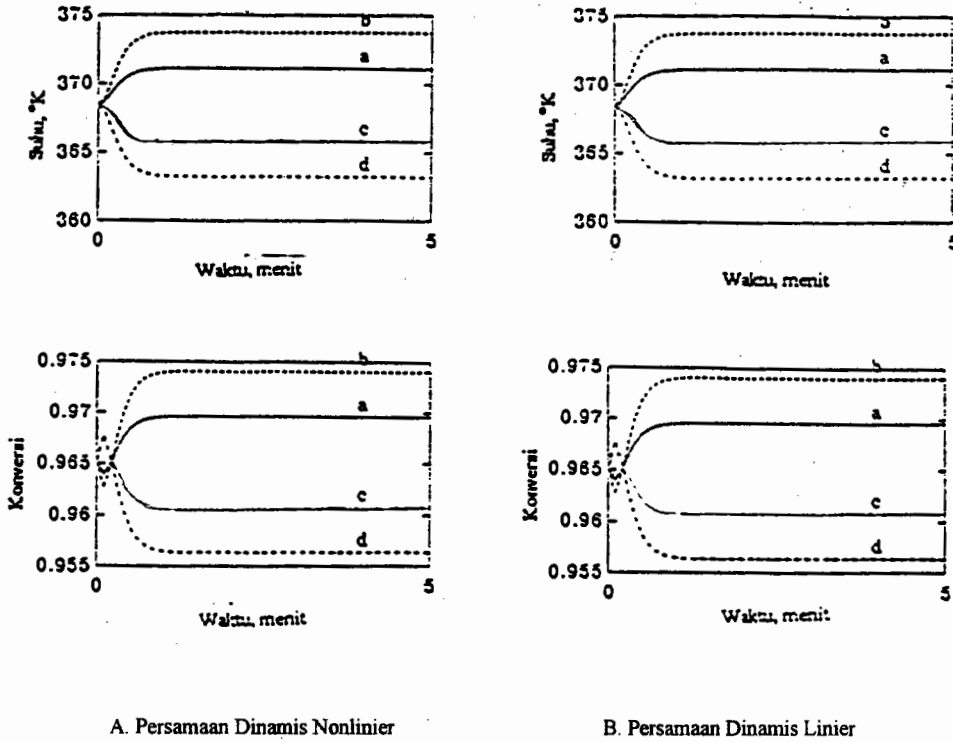 375
370
365
360
Suhu, °K
b
a
c
d
0
5
Waktu, menit
375
370
365
360
Suhu, °K
a
c
d
0
5
Waktu, menit
0.975
0.97
0.965
0.96
0.955
Konversi
b
a
c
d
0
5
Waktu, menit
0.975
0.97
0.965
0.96
0.955
Konversi
a
c
d
0
5
Waktu, menit
A. Persamaan Dinamis Nonlinier
B. Persamaan Dinamis Linier